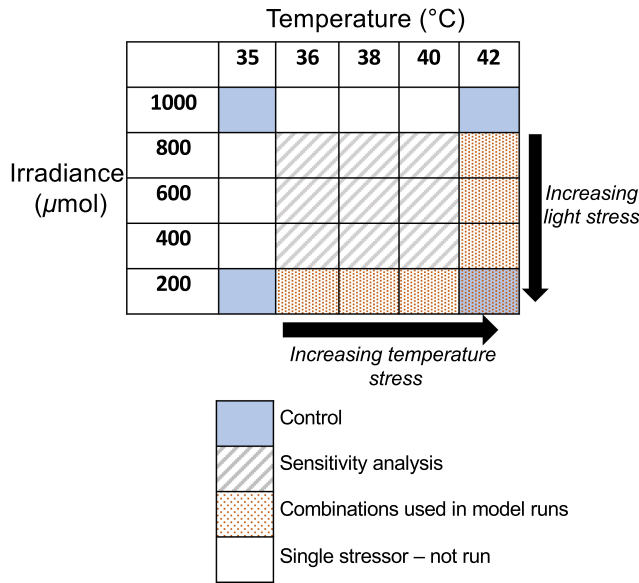 Temperature (°C)
35 36 38 40 42
1000
800
600
400
200
Irradiance
(µmol)
Increasing
light stress
Increasing temperature
stress
Control
Sensitivity analysis
Combinations used in model runs
Single stressor – not run